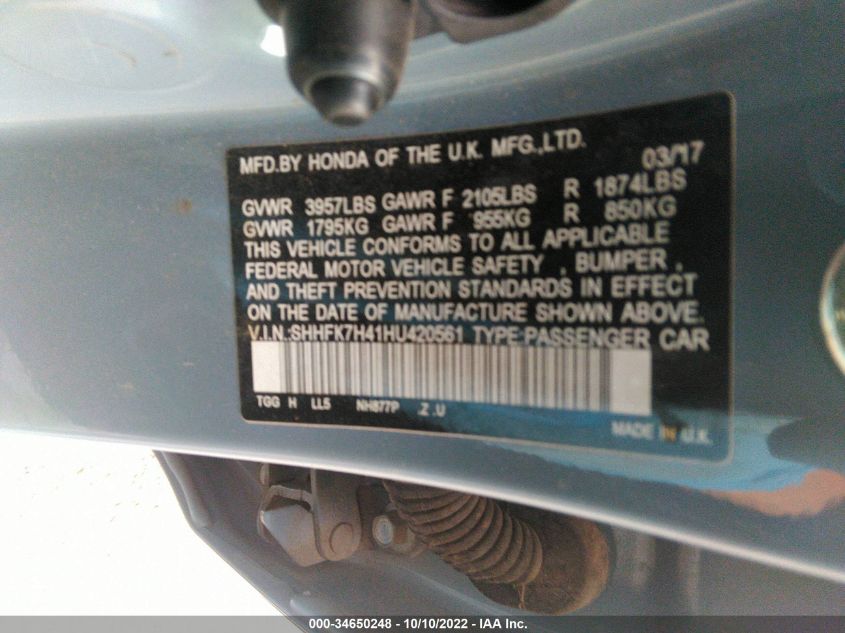 MFD.BY HONDA OF THE U.K. MFG.,LTD. 03/17
GVWR 3957LBS GAWR F 2105LBS R 1874LBS
GVWR 1795KG GAWR F 955KG R 850KG
THIS VEHICLE CONFORMS TO ALL APPLICABLE
FEDERAL MOTOR VEHICLE SAFETY , BUMPER ,
AND THEFT PREVENTION STANDARDS IN EFFECT
ON THE DATE OF MANUFACTURE SHOWN ABOVE.
V.I.N.:SHHFK7H41HU420561 TYPE:PASSENGER CAR
TGG H LL5 NH877P .Z .U
MADE IN U.K.
000-34650248 - 10/10/2022 - IAA Inc.